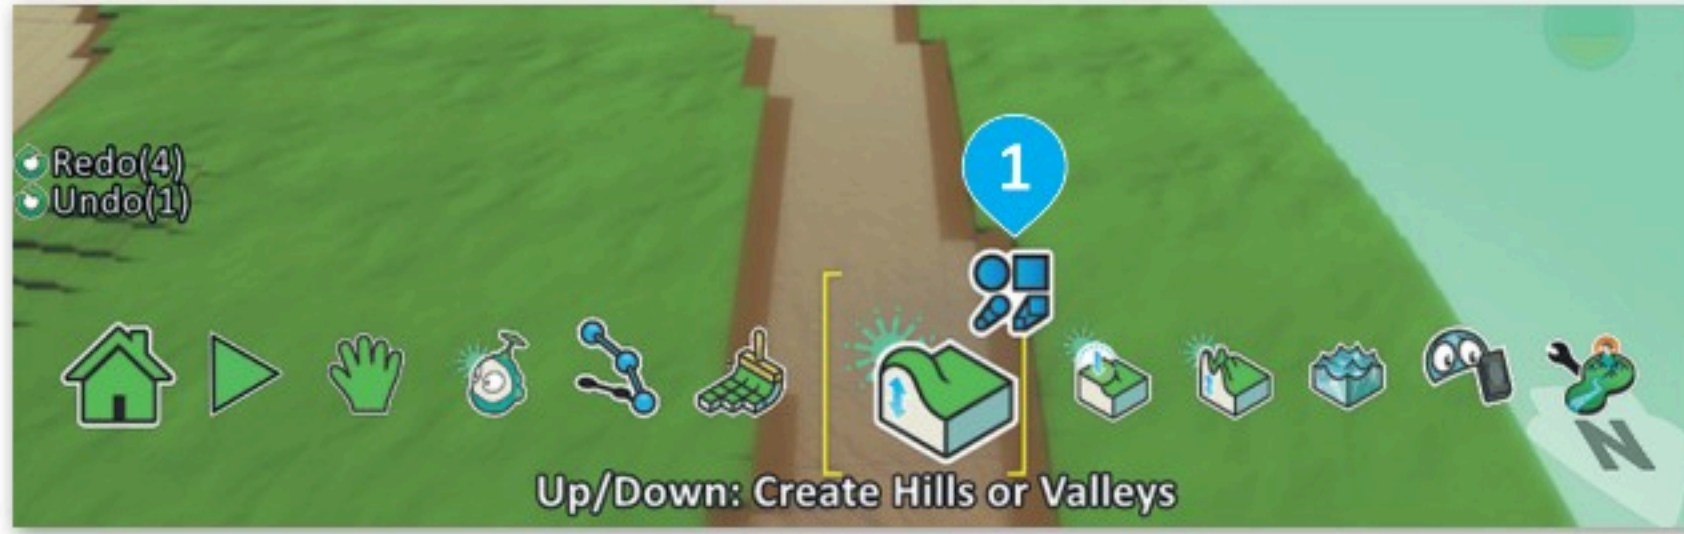 1
Redo(4)
Undo(1)
Up/Down: Create Hills or Valleys
N